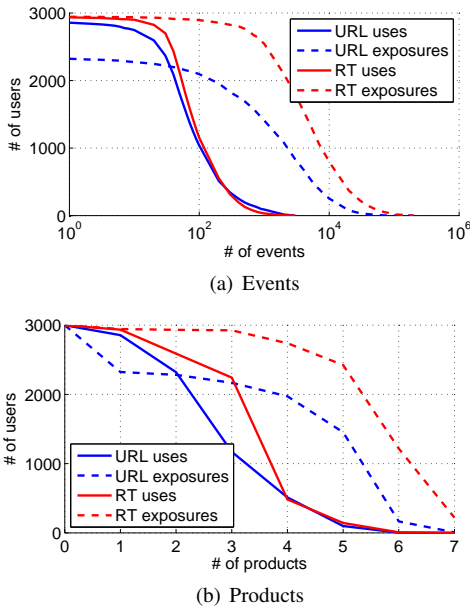 3000
2000
1000
0
# of users
10^0
10^2
10^4
10^6
# of events
URL uses
URL exposures
RT uses
RT exposures
(a) Events
3000
2000
1000
0
# of users
URL uses
URL exposures
RT uses
RT exposures
0 1 2 3 4 5 6 7
# of products
(b) Products